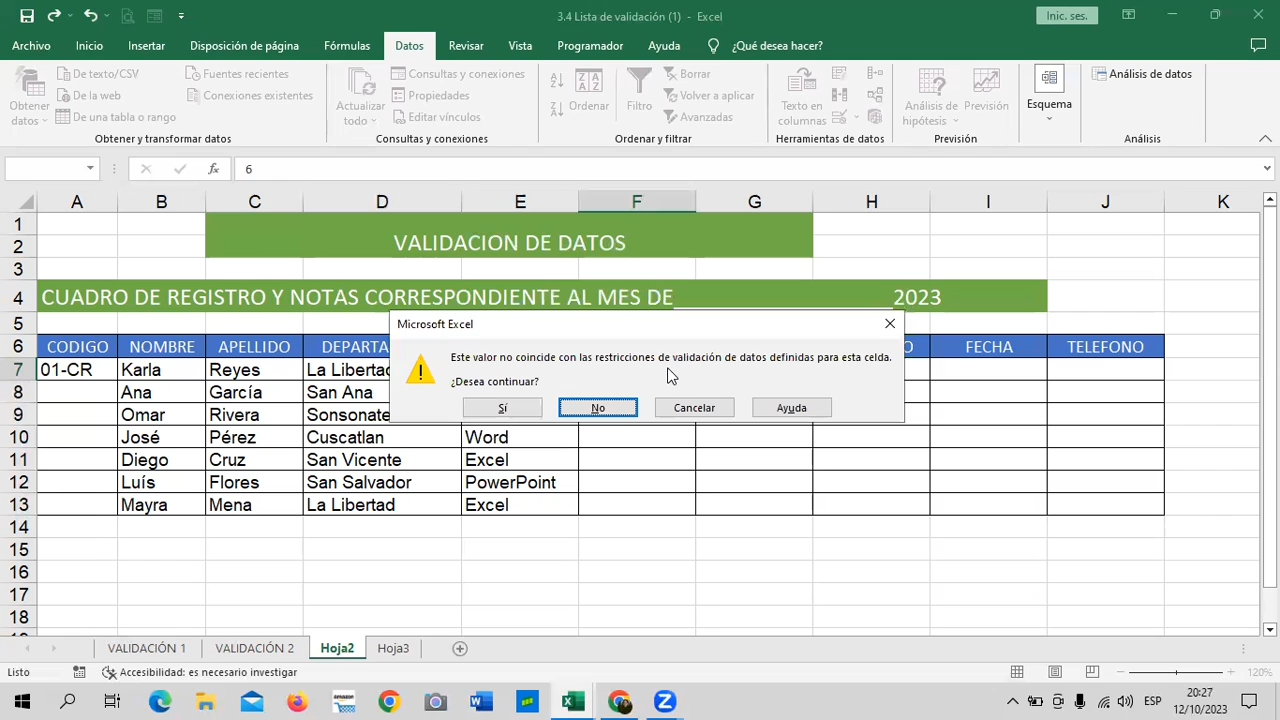 3.4 Lista de validación (1) - Excel
Inic. ses.
Archivo Inicio Insertar Disposición de página Fórmulas Datos Revisar Vista Programador Ayuda ¿Qué desea hacer?
Obtener datos
De texto/CSV
De la web
De una tabla o rango
Fuentes recientes
Conexiones existentes
Obtener y transformar datos
Actualizar todo
Consultas y conexiones
Propiedades
Editar vínculos
Consultas y conexiones
Ordenar
Filtro
Borrar
Volver a aplicar
Avanzadas
Ordenar y filtrar
Texto en columnas
Herramientas de datos
Análisis de hipótesis
Previsión
Previsión
Esquema
Análisis de datos
Análisis
6
A B C D E F G H I J K
1
2 VALIDACION DE DATOS
3
4 CUADRO DE REGISTRO Y NOTAS CORRESPONDIENTE AL MES DE____________________2023
5
6 CODIGO NOMBRE APELLIDO DEPARTA O FECHA TELEFONO
7 01-CR Karla Reyes La Libertad
8 Ana García San Ana
9 Omar Rivera Sonsonate
10 José Pérez Cuscatlan Word
11 Diego Cruz San Vicente Excel
12 Luís Flores San Salvador PowerPoint
13 Mayra Mena La Libertad Excel
14
15
16
17
18
Microsoft Excel
Este valor no coincide con las restricciones de validación de datos definidas para esta celda.
¿Desea continuar?
Sí No Cancelar Ayuda
VALIDACIÓN 1 VALIDACIÓN 2 Hoja2 Hoja3
Listo Accesibilidad: es necesario investigar 120%
ESP
20:27
12/10/2023